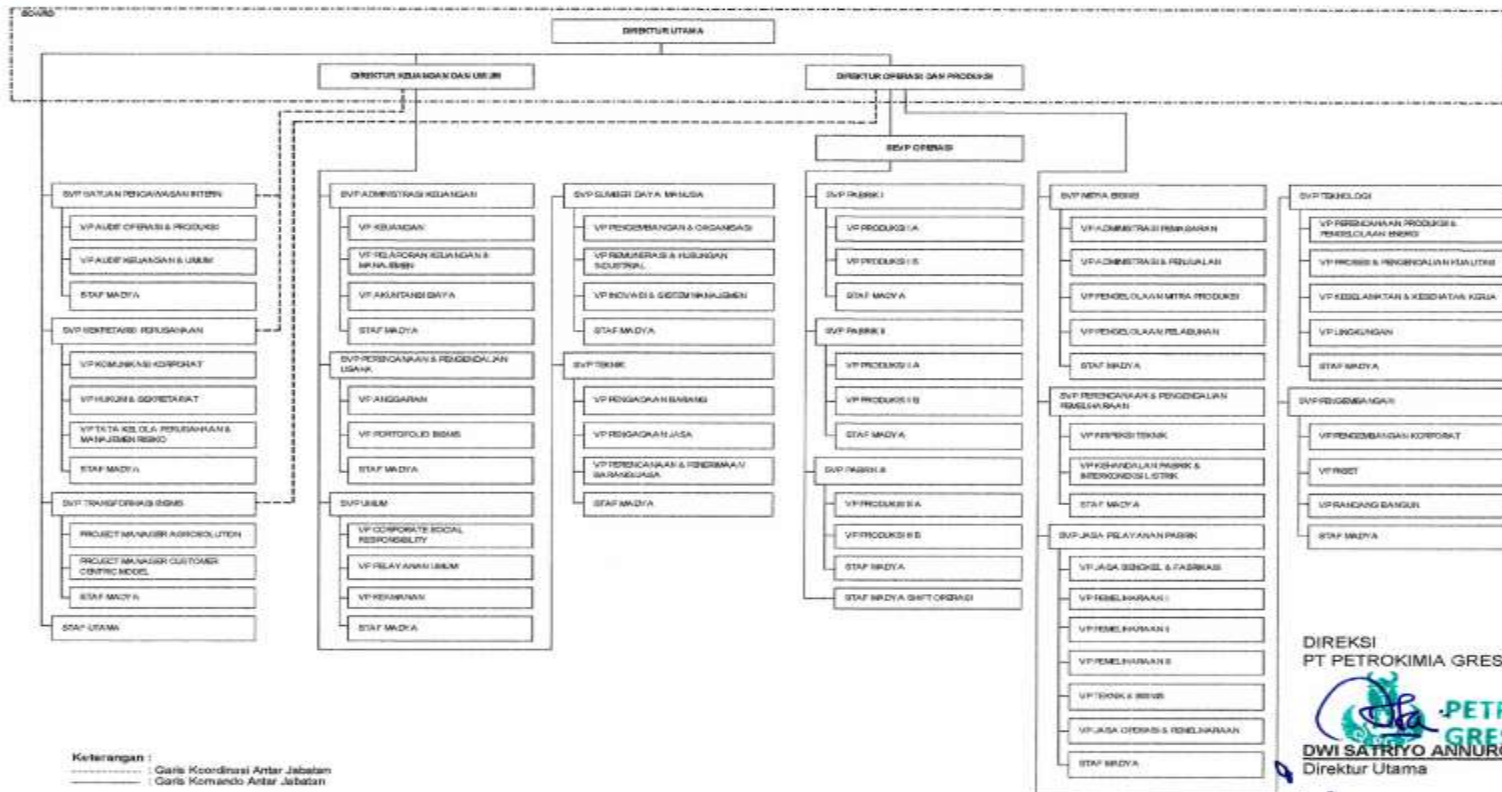 BOARD
DIREKTUR UTAMA
DIREKTUR KEUANGAN DAN UMUM
DIREKTUR OPERASI DAN PRODUKSI
SEVP OPERASI
SVP SATUAN PENGAWASAN INTERN
VP AUDIT OPERASI & PRODUKSI
VP AUDIT KEUANGAN & UMUM
STAF MADYA
SVP SEKRETARIS PERUSAHAAN
VP KOMUNIKASI KORPORAT
VP HUKUM & SEKRETARIAT
VP TATA KELOLA PERUSAHAAN &
MANAJEMEN RISIKO
STAF MADYA
SVP TRANSFORMASI BISNIS
PROJECT MANAGER AGROSOLUTION
PROJECT MANAGER CUSTOMER
CENTRIC MODEL
STAF MADYA
STAF UTAMA
SVP ADMINISTRASI KEUANGAN
VP KEUANGAN
VP PELAPORAN KEUANGAN &
MANAJEMEN
VP AKUNTANSI BIAYA
STAF MADYA
SVP PERENCANAAN & PENGENDALIAN
USAHA
VP ANGGARAN
VP PORTOFOLIO BISNIS
STAF MADYA
SVP UMUM
VP CORPORATE SOCIAL
RESPONSIBILITY
VP PELAYANAN UMUM
VP KEAMANAN
STAF MADYA
SVP SUMBER DAYA MANUSIA
VP PENGEMBANGAN & ORGANISASI
VP REMUNERASI & HUBUNGAN
INDUSTRIAL
VP INOVASI & SISTEM MANAJEMEN
STAF MADYA
SVP TEKNIK
VP PENGADAAN BARANG
VP PENGADAAN JASA
VP PERENCANAAN & PENERIMAAN
BARANG/JASA
STAF MADYA
SVP PABRIK I
VP PRODUKSI I A
VP PRODUKSI I B
STAF MADYA
SVP PABRIK II
VP PRODUKSI II A
VP PRODUKSI II B
STAF MADYA
SVP PABRIK III
VP PRODUKSI III A
VP PRODUKSI III B
STAF MADYA
STAF MADYA SHIFT OPERASI
SVP MITRA BISNIS
VP ADMINISTRASI PEMASARAN
VP ADMINISTRASI & PENJUALAN
VP PENGELOLAAN MITRA PRODUKSI
VP PENGELOLAAN PELABUHAN
STAF MADYA
SVP PERENCANAAN & PENGENDALIAN
PEMELIHARAAN
VP INSPEKSI TEKNIK
VP KEHANDALAN PABRIK &
INTERKONEKSI LISTRIK
STAF MADYA
SVP JASA PELAYANAN PABRIK
VP JASA BENGKEL & FABRIKASI
VP PEMELIHARAAN I
VP PEMELIHARAAN II
VP PEMELIHARAAN III
VP TEKNIK & BISNIS
VP JASA OPERASI & PEMELIHARAAN
STAF MADYA
SVP TEKNOLOGI
VP PERENCANAAN PRODUKSI &
PENGELOLAAN ENERGI
VP PROSES & PENGENDALIAN KUALITAS
VP KESELAMATAN & KESEHATAN KERJA
VP LINGKUNGAN
STAF MADYA
SVP PENGEMBANGAN
VP PENGEMBANGAN KORPORAT
VP RISET
VP RANCANG BANGUN
STAF MADYA
DIREKSI
PT PETROKIMIA GRES
PETR
GRES
DWI SATRIYO ANNURO
Direktur Utama
Keterangan :
: Garis Koordinasi Antar Jabatan
: Garis Komando Antar Jabatan